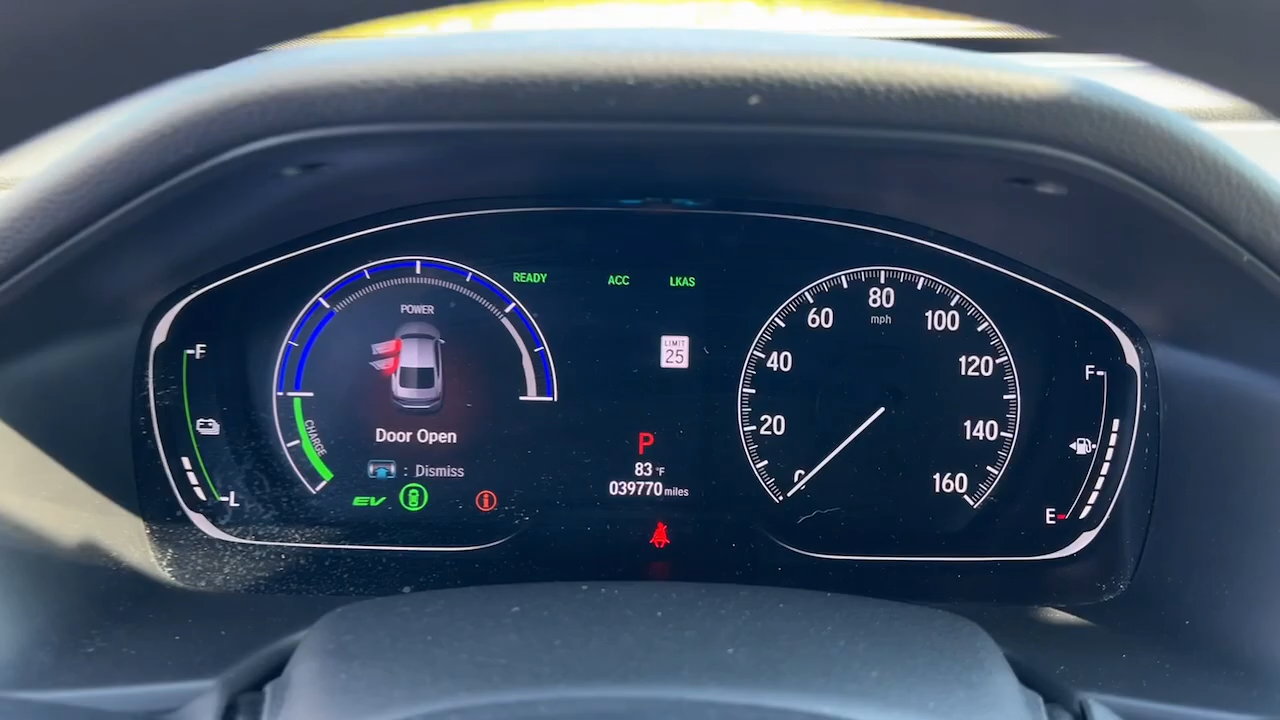 READY
ACC
LKAS
POWER
LIMIT
25
CHARGE
Door Open
: Dismiss
EV
F
L
P
83 °F
039770 miles
0
20
40
60
80
mph
100
120
140
160
F
E